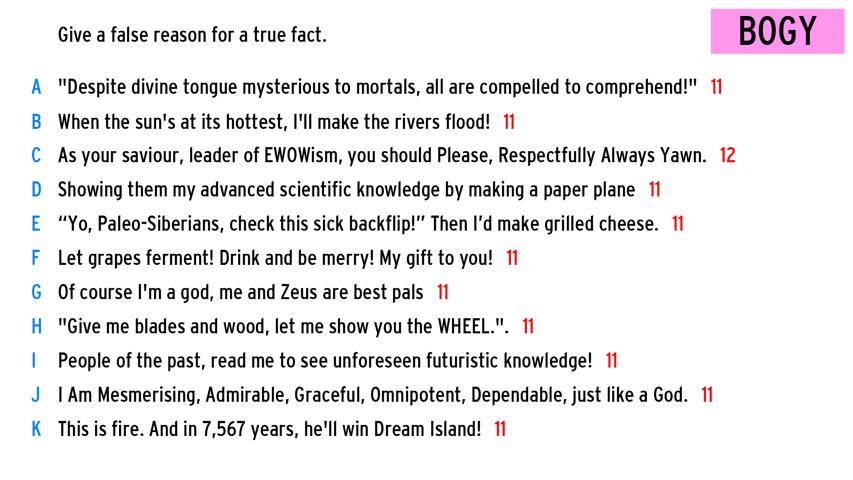 Give a false reason for a true fact.
BOGY
A "Despite divine tongue mysterious to mortals, all are compelled to comprehend!" 11
B When the sun's at its hottest, I'll make the rivers flood! 11
C As your saviour, leader of EWOWism, you should Please, Respectfully Always Yawn. 12
D Showing them my advanced scientific knowledge by making a paper plane 11
E “Yo, Paleo-Siberians, check this sick backflip!” Then I’d make grilled cheese. 11
F Let grapes ferment! Drink and be merry! My gift to you! 11
G Of course I'm a god, me and Zeus are best pals 11
H "Give me blades and wood, let me show you the WHEEL.". 11
I People of the past, read me to see unforeseen futuristic knowledge! 11
J I Am Mesmerising, Admirable, Graceful, Omnipotent, Dependable, just like a God. 11
K This is fire. And in 7,567 years, he'll win Dream Island! 11